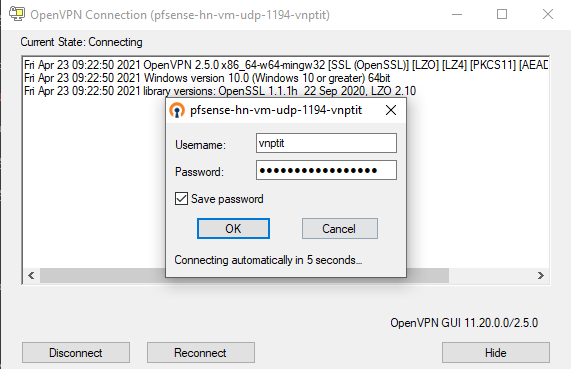 OpenVPN Connection (pfsense-hn-vm-udp-1194-vnptit)
Current State: Connecting
Fri Apr 23 09:22:50 2021 OpenVPN 2.5.0 x86_64-w64-mingw32 [SSL (OpenSSL)] [LZO] [LZ4] [PKCS11] [AEAD
Fri Apr 23 09:22:50 2021 Windows version 10.0 (Windows 10 or greater) 64bit
Fri Apr 23 09:22:50 2021 library versions: OpenSSL 1.1.1h 22 Sep 2020, LZO 2.10
pfsense-hn-vm-udp-1194-vnptit
Username: vnptit
Password: ●●●●●●●●●●●●●●●●●
Save password
OK Cancel
Connecting automatically in 5 seconds...
OpenVPN GUI 11.20.0.0/2.5.0
Disconnect Reconnect Hide